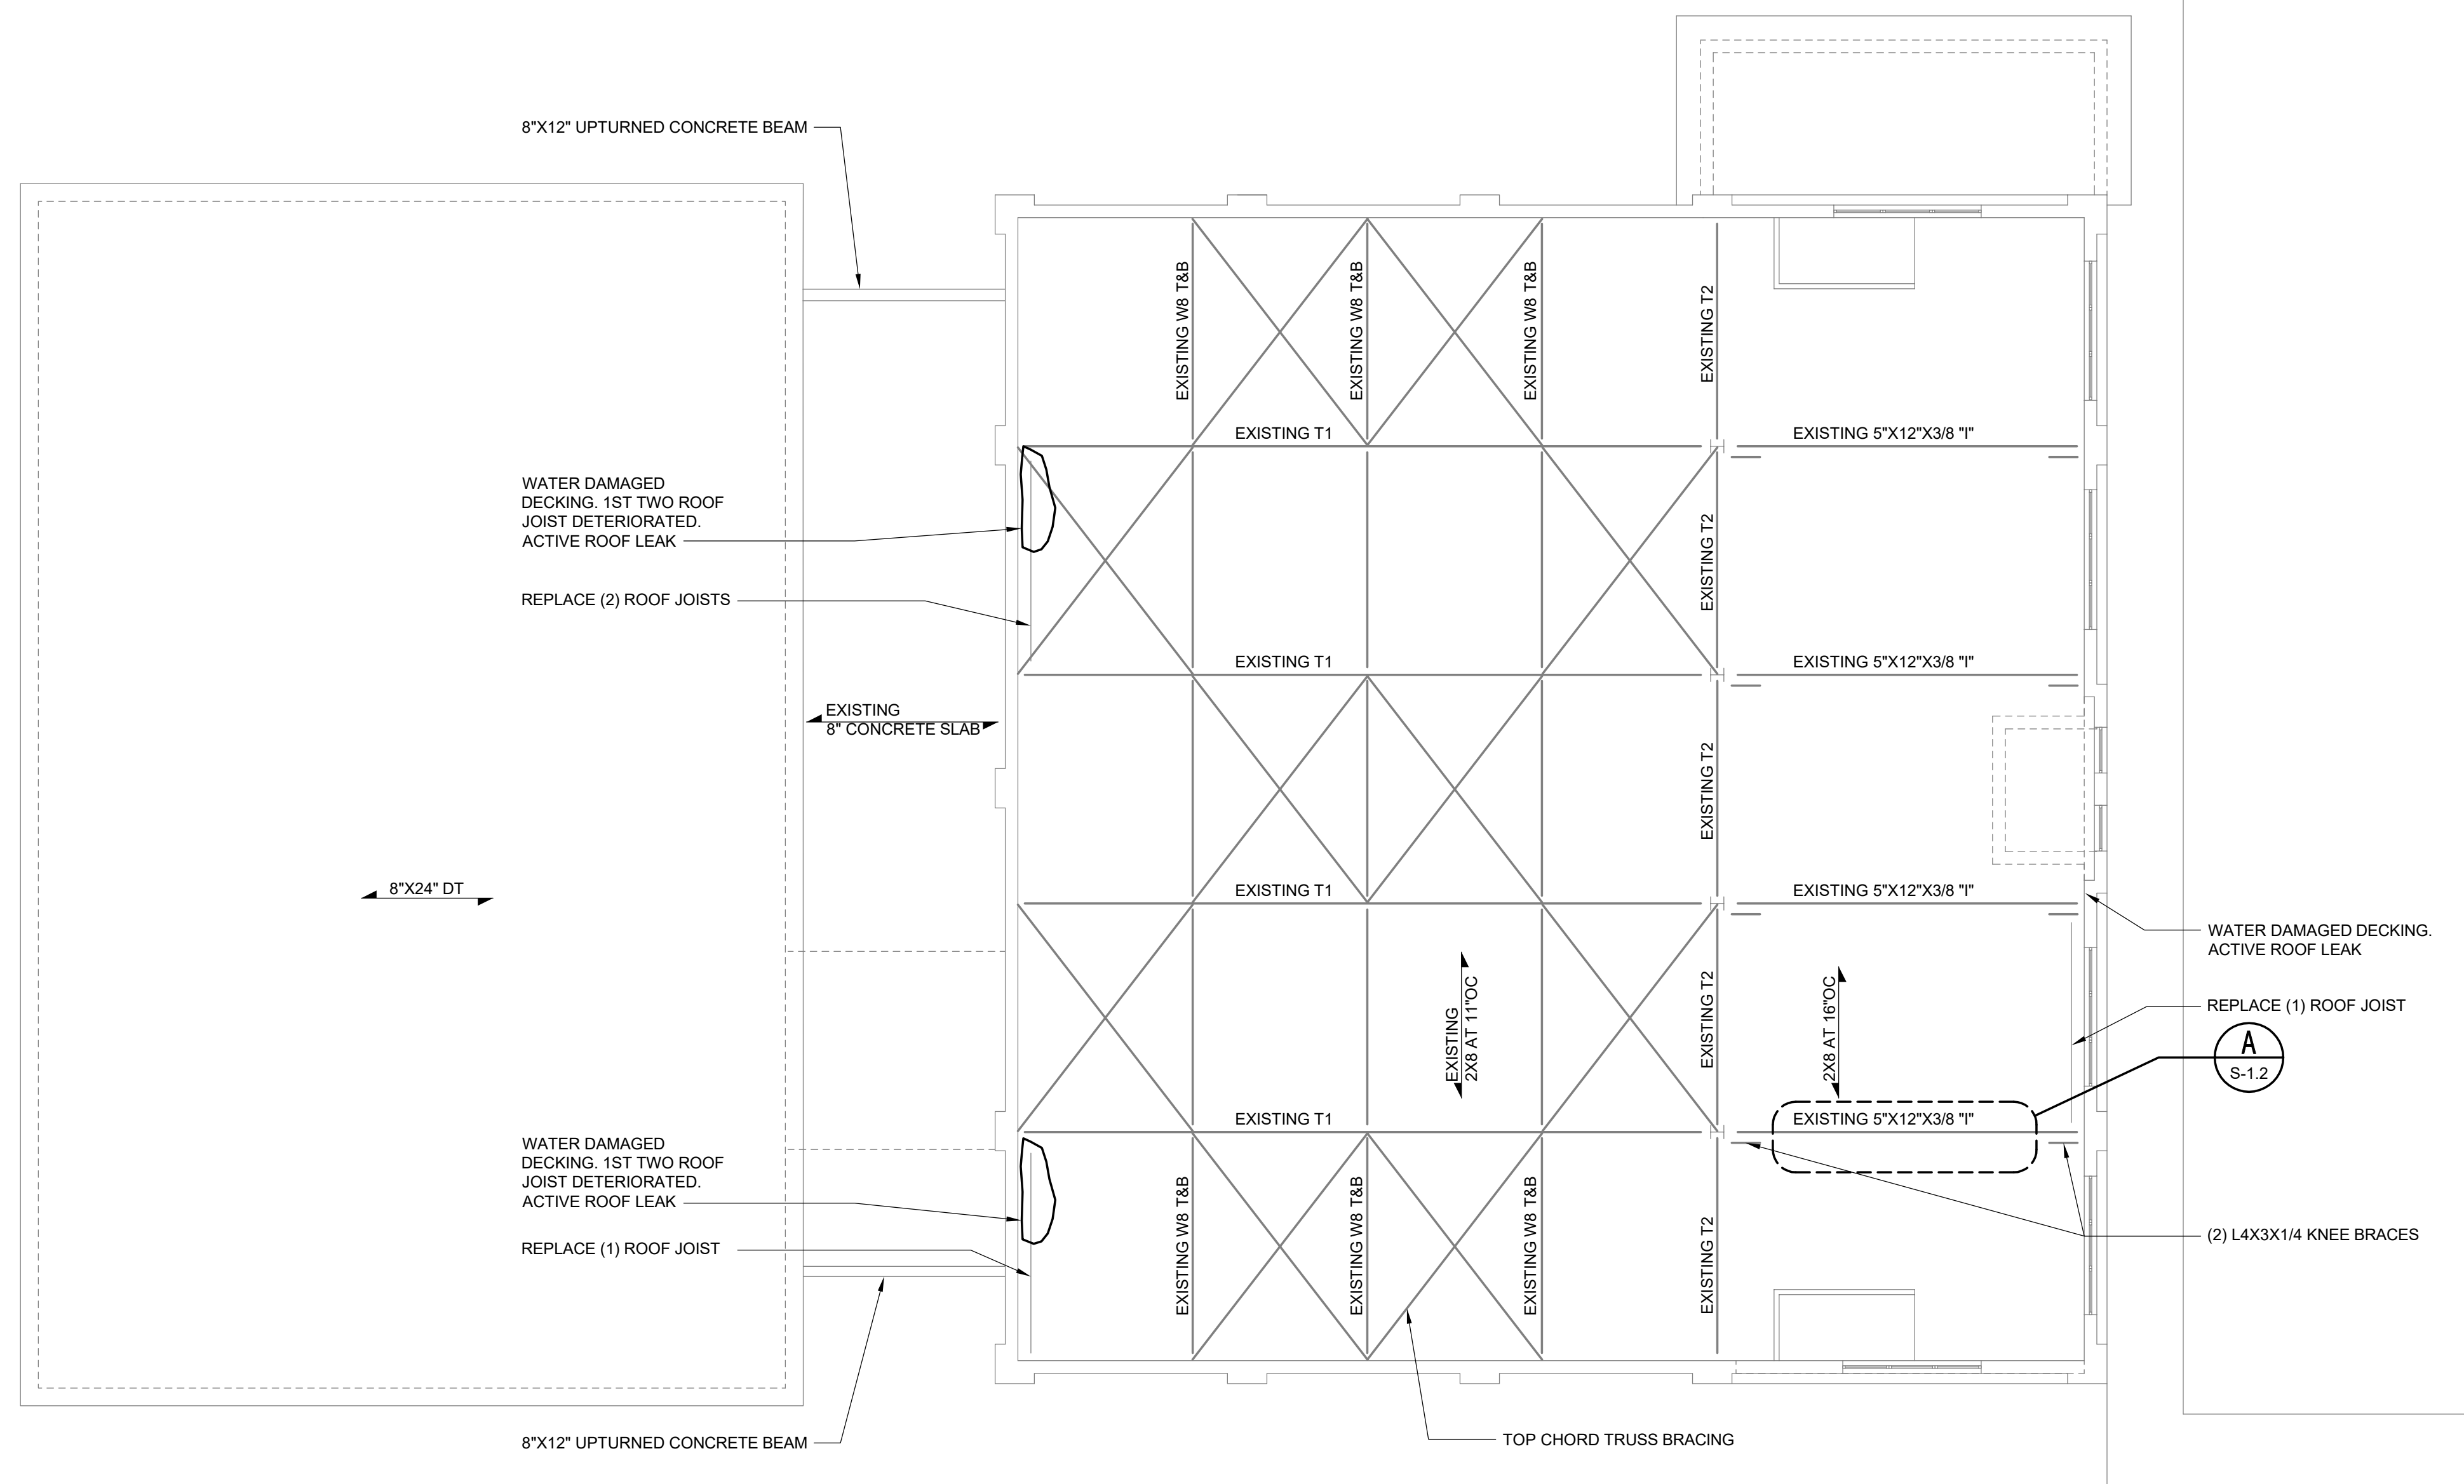 8"X12" UPTURNED CONCRETE BEAM
EXISTING W8 T&B
EXISTING W8 T&B
EXISTING W8 T&B
EXISTING T2
EXISTING T1
EXISTING 5"X12"X3/8 "I"
WATER DAMAGED
DECKING. 1ST TWO ROOF
JOIST DETERIORATED.
ACTIVE ROOF LEAK
EXISTING T2
REPLACE (2) ROOF JOISTS
EXISTING T1
EXISTING 5"X12"X3/8 "I"
EXISTING
8" CONCRETE SLAB
EXISTING T2
8"X24" DT
EXISTING T1
EXISTING 5"X12"X3/8 "I"
WATER DAMAGED DECKING.
ACTIVE ROOF LEAK
EXISTING
2X8 AT 11"OC
EXISTING T2
2X8 AT 16"OC
REPLACE (1) ROOF JOIST
A
S-1.2
EXISTING T1
EXISTING 5"X12"X3/8 "I"
WATER DAMAGED
DECKING. 1ST TWO ROOF
JOIST DETERIORATED.
ACTIVE ROOF LEAK
REPLACE (1) ROOF JOIST
EXISTING W8 T&B
EXISTING W8 T&B
EXISTING W8 T&B
EXISTING T2
(2) L4X3X1/4 KNEE BRACES
8"X12" UPTURNED CONCRETE BEAM
TOP CHORD TRUSS BRACING